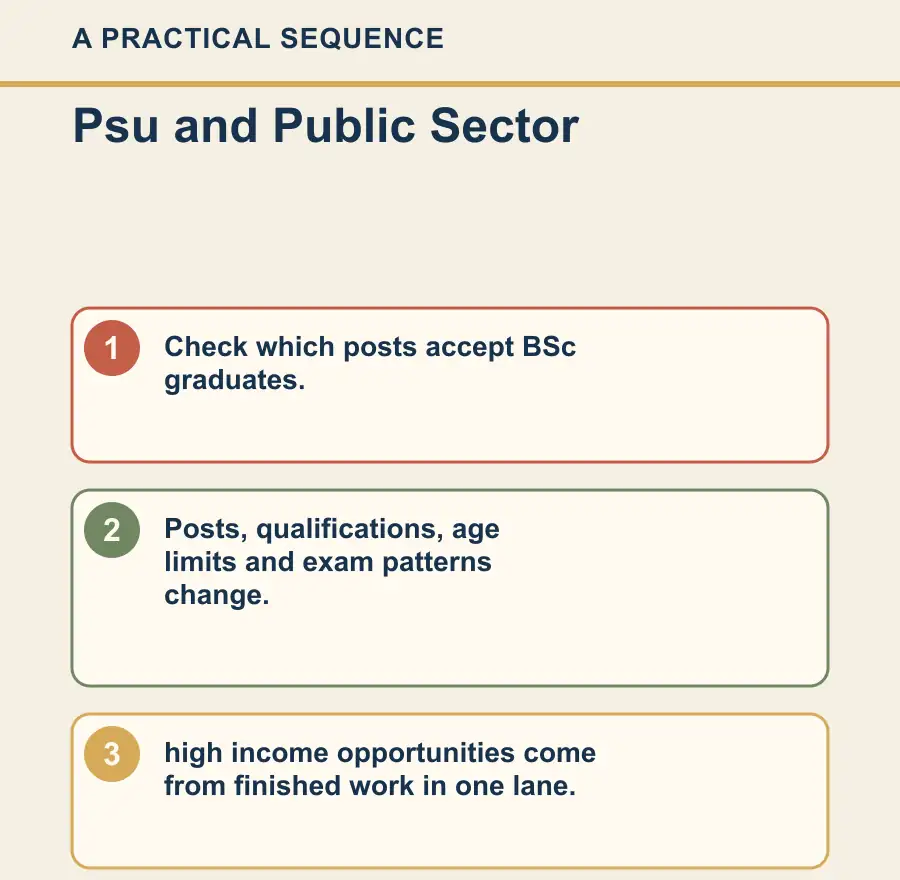 A PRACTICAL SEQUENCE
Psu and Public Sector
1
Check which posts accept BSc
graduates.
2
Posts, qualifications, age
limits and exam patterns
change.
3
high income opportunities come
from finished work in one lane.